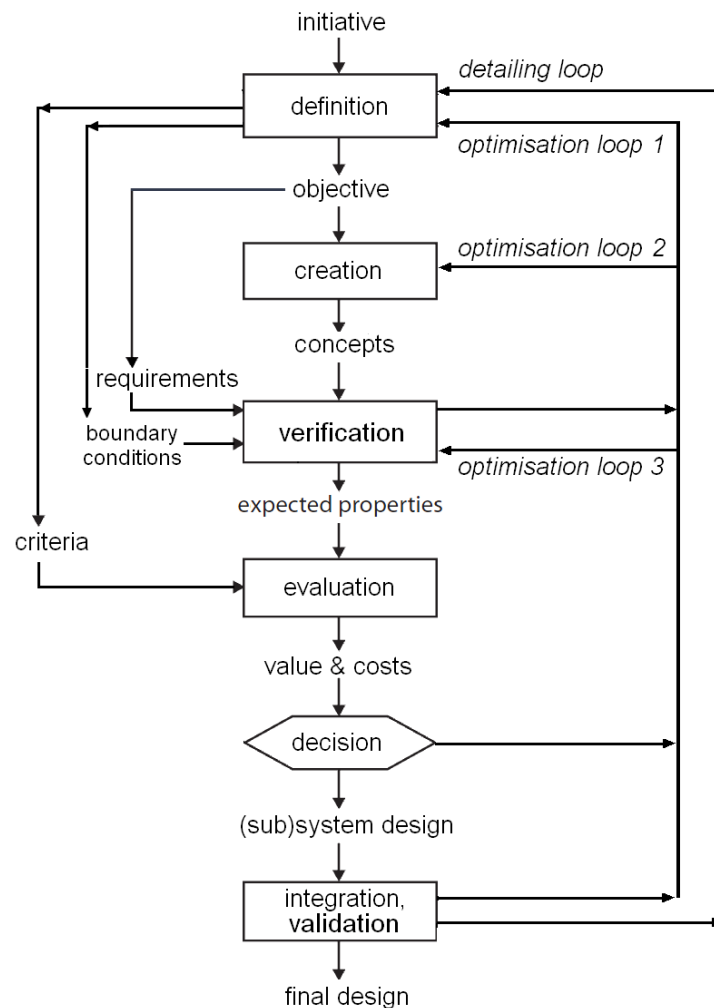 initiative
detailing loop
definition
optimisation loop 1
objective
optimisation loop 2
creation
concepts
requirements
verification
boundary
conditions
optimisation loop 3
expected properties
criteria
evaluation
value & costs
decision
(sub)system design
integration,
validation
final design